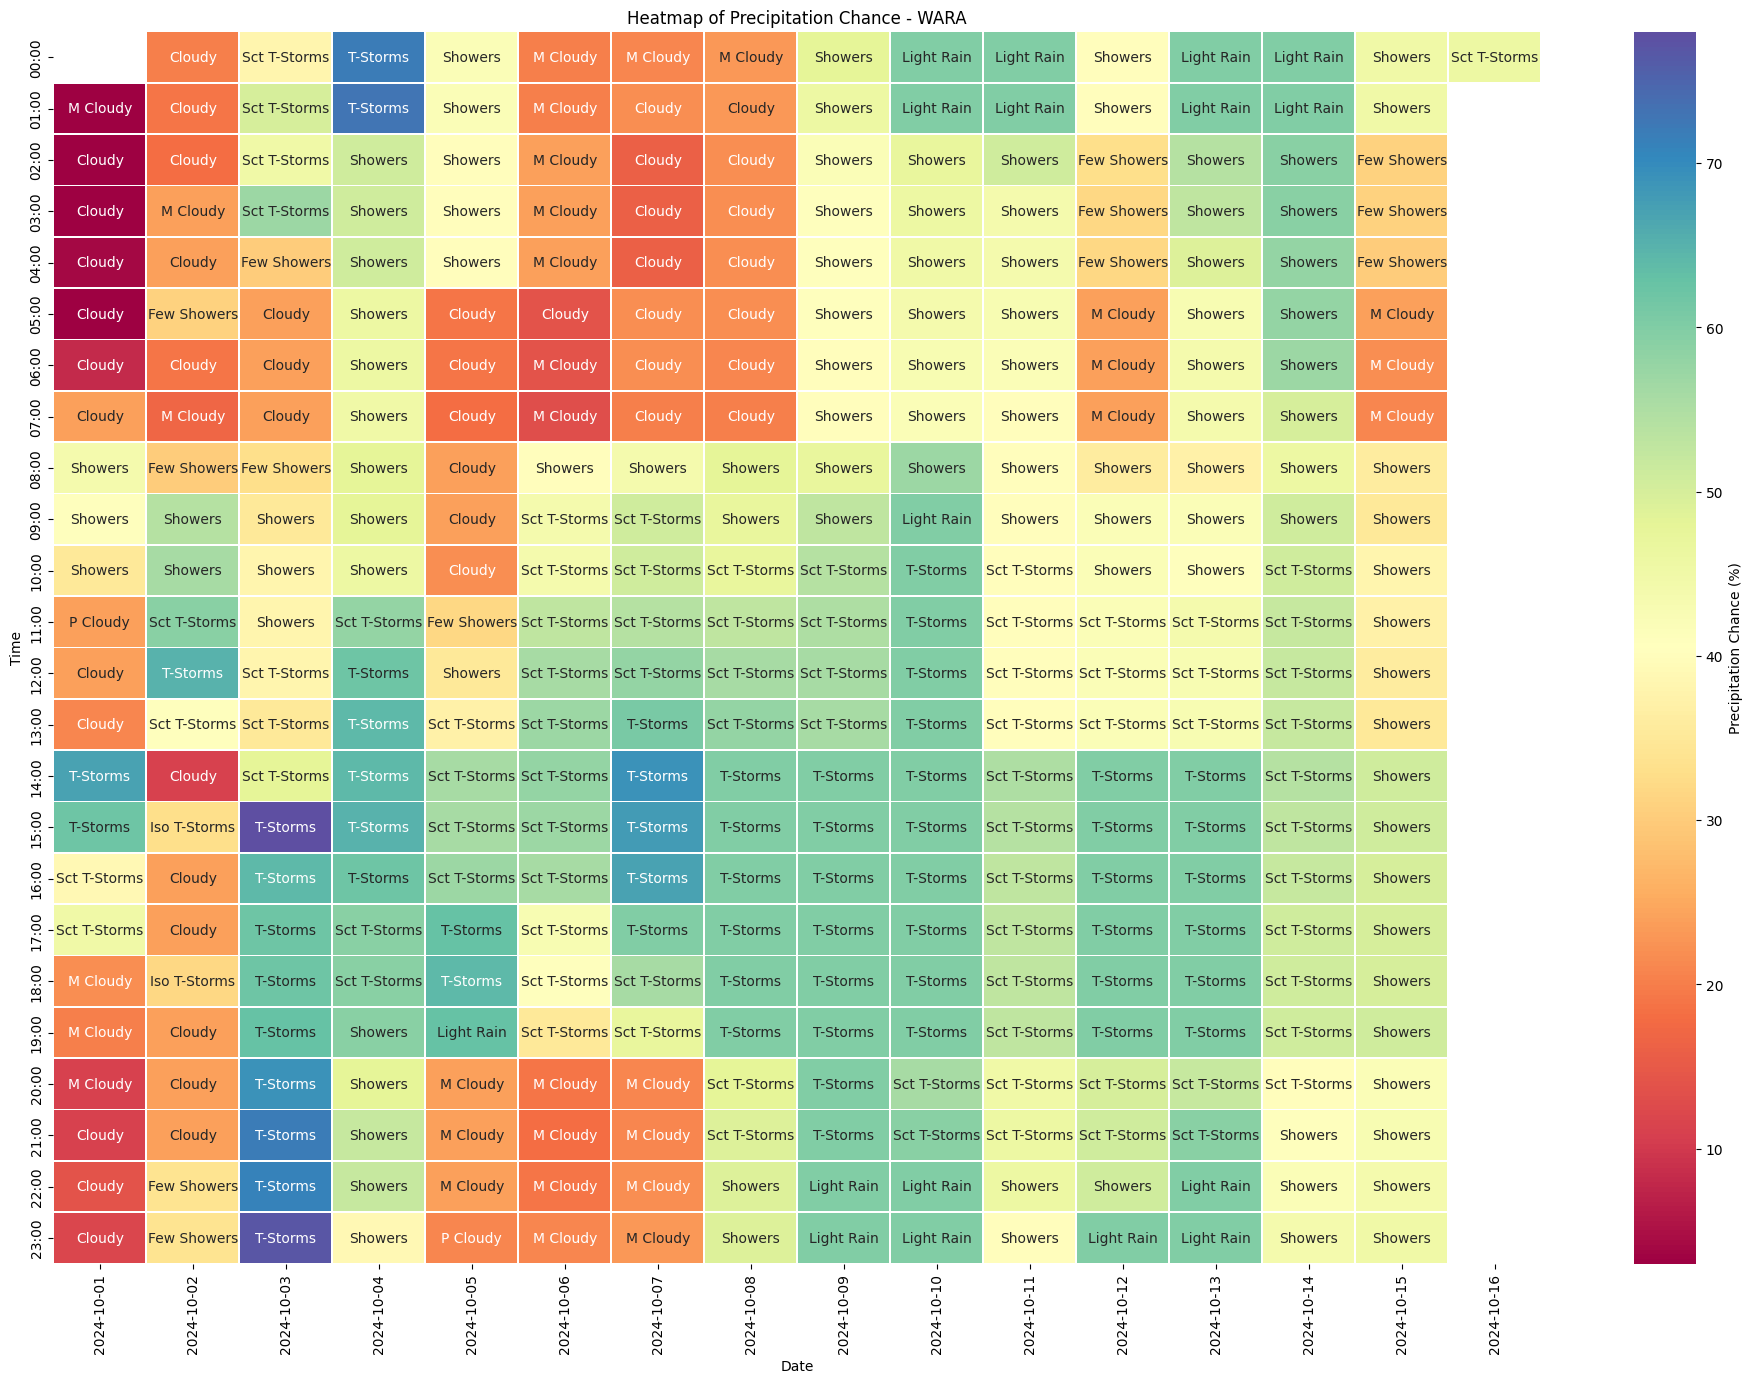 Heatmap of Precipitation Chance - WARA
00:00 Cloudy Sct T-Storms T-Storms Showers M Cloudy M Cloudy M Cloudy Showers Light Rain Light Rain Showers Light Rain Light Rain Showers Sct T-Storms
01:00 M Cloudy Cloudy Sct T-Storms T-Storms Showers M Cloudy Cloudy Cloudy Showers Light Rain Light Rain Showers Light Rain Light Rain Showers
02:00 Cloudy Cloudy Sct T-Storms Showers Showers M Cloudy Cloudy Cloudy Showers Showers Showers Few Showers Showers Showers Few Showers
03:00 Cloudy M Cloudy Sct T-Storms Showers Showers M Cloudy Cloudy Cloudy Showers Showers Showers Few Showers Showers Showers Few Showers
04:00 Cloudy Cloudy Few Showers Showers Showers M Cloudy Cloudy Cloudy Showers Showers Showers Few Showers Showers Showers Few Showers
05:00 Cloudy Few Showers Cloudy Showers Cloudy Cloudy Cloudy Cloudy Showers Showers Showers M Cloudy Showers Showers M Cloudy
06:00 Cloudy Cloudy Cloudy Showers Cloudy M Cloudy Cloudy Cloudy Showers Showers Showers M Cloudy Showers Showers M Cloudy
07:00 Cloudy M Cloudy Cloudy Showers Cloudy M Cloudy Cloudy Cloudy Showers Showers Showers M Cloudy Showers Showers M Cloudy
08:00 Showers Few Showers Few Showers Showers Cloudy Showers Showers Showers Showers Showers Showers Showers Showers Showers Showers
09:00 Showers Showers Showers Showers Cloudy Sct T-Storms Sct T-Storms Showers Showers Light Rain Showers Showers Showers Showers Showers
10:00 Showers Showers Showers Showers Cloudy Sct T-Storms Sct T-Storms Sct T-Storms Sct T-Storms T-Storms Sct T-Storms Showers Showers Sct T-Storms Showers
11:00 P Cloudy Sct T-Storms Showers Sct T-Storms Few Showers Sct T-Storms Sct T-Storms Sct T-Storms Sct T-Storms T-Storms Sct T-Storms Sct T-Storms Sct T-Storms Sct T-Storms Showers
12:00 Cloudy T-Storms Sct T-Storms T-Storms Showers Sct T-Storms Sct T-Storms Sct T-Storms Sct T-Storms T-Storms Sct T-Storms Sct T-Storms Sct T-Storms Sct T-Storms Showers
13:00 Cloudy Sct T-Storms Sct T-Storms T-Storms Sct T-Storms Sct T-Storms T-Storms Sct T-Storms Sct T-Storms T-Storms Sct T-Storms Sct T-Storms Sct T-Storms Sct T-Storms Showers
14:00 T-Storms Cloudy Sct T-Storms T-Storms Sct T-Storms Sct T-Storms T-Storms T-Storms T-Storms T-Storms Sct T-Storms T-Storms T-Storms Sct T-Storms Showers
15:00 T-Storms Iso T-Storms T-Storms T-Storms Sct T-Storms Sct T-Storms T-Storms T-Storms T-Storms T-Storms Sct T-Storms T-Storms T-Storms Sct T-Storms Showers
16:00 Sct T-Storms Cloudy T-Storms T-Storms Sct T-Storms Sct T-Storms T-Storms T-Storms T-Storms T-Storms Sct T-Storms T-Storms T-Storms Sct T-Storms Showers
17:00 Sct T-Storms Cloudy T-Storms Sct T-Storms T-Storms Sct T-Storms T-Storms T-Storms T-Storms T-Storms Sct T-Storms T-Storms T-Storms Sct T-Storms Showers
18:00 M Cloudy Iso T-Storms T-Storms Sct T-Storms T-Storms Sct T-Storms Sct T-Storms T-Storms T-Storms T-Storms Sct T-Storms T-Storms T-Storms Sct T-Storms Showers
19:00 M Cloudy Cloudy T-Storms Showers Light Rain Sct T-Storms Sct T-Storms T-Storms T-Storms T-Storms Sct T-Storms T-Storms T-Storms Sct T-Storms Showers
20:00 M Cloudy Cloudy T-Storms Showers M Cloudy M Cloudy M Cloudy Sct T-Storms T-Storms Sct T-Storms Sct T-Storms Sct T-Storms Sct T-Storms Sct T-Storms Showers
21:00 Cloudy Cloudy T-Storms Showers M Cloudy M Cloudy M Cloudy Sct T-Storms T-Storms Sct T-Storms Sct T-Storms Sct T-Storms Sct T-Storms Showers Showers
22:00 Cloudy Few Showers T-Storms Showers M Cloudy M Cloudy M Cloudy Showers Light Rain Light Rain Showers Showers Light Rain Showers Showers
23:00 Cloudy Few Showers T-Storms Showers P Cloudy M Cloudy M Cloudy Showers Light Rain Light Rain Showers Light Rain Light Rain Showers Showers
Time
2024-10-01 2024-10-02 2024-10-03 2024-10-04 2024-10-05 2024-10-06 2024-10-07 2024-10-08 2024-10-09 2024-10-10 2024-10-11 2024-10-12 2024-10-13 2024-10-14 2024-10-15 2024-10-16
Date
70
60
50
40
30
20
10
Precipitation Chance (%)